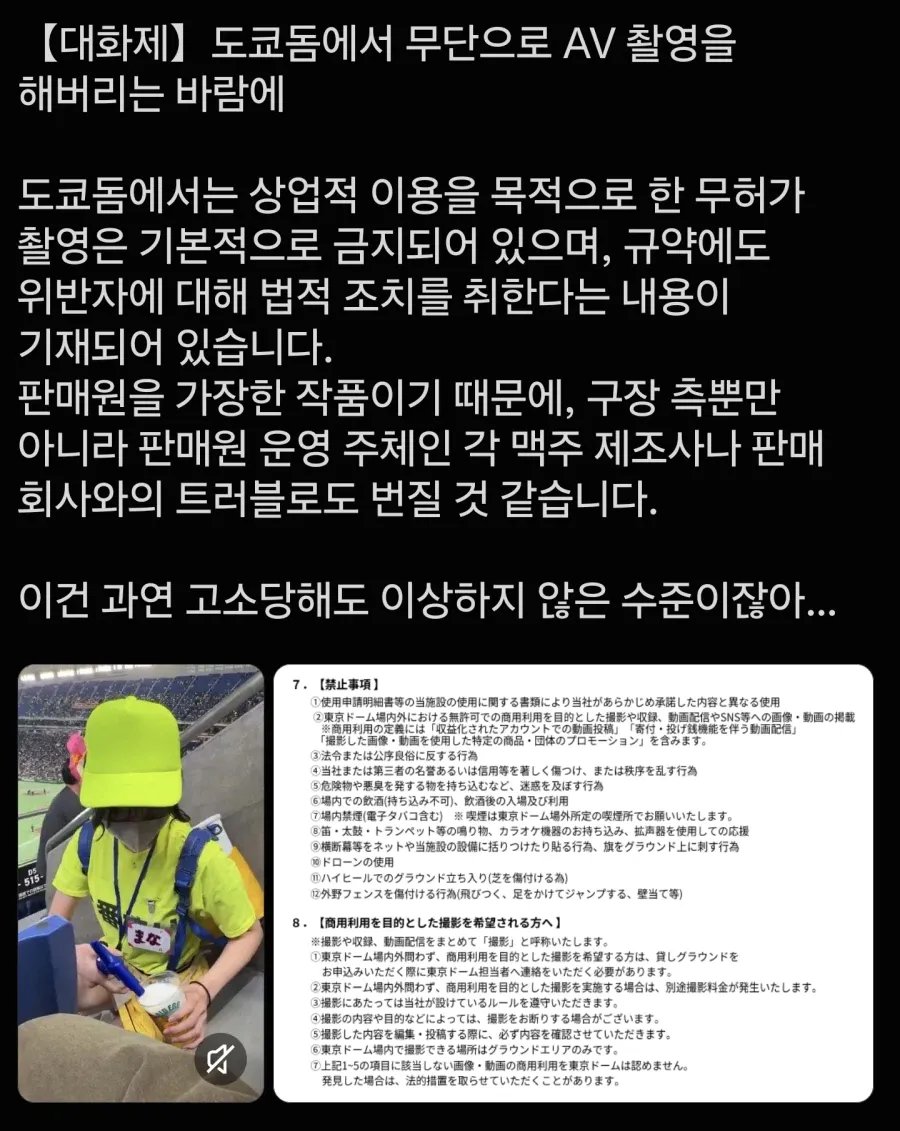 【대화제】도쿄돔에서 무단으로 AV 촬영을
해버리는 바람에
도쿄돔에서는 상업적 이용을 목적으로 한 무허가
촬영은 기본적으로 금지되어 있으며, 규약에도
위반자에 대해 법적 조치를 취한다는 내용이
기재되어 있습니다.
판매원을 가장한 작품이기 때문에, 구장 측뿐만
아니라 판매원 운영 주체인 각 맥주 제조사나 판매
회사와의 트러블로도 번질 것 같습니다.
이건 과연 고소당해도 이상하지 않은 수준이잖아...
515
まな
7．【禁止事項】
①使用申請明細書等の当施設の使用に関する書類により当社があらかじめ承諾した内容と異なる使用
②東京ドーム場内外における無許可での商用利用を目的とした撮影や収録、動画配信やSNS等への画像・動画の掲載
※商用利用の定義には「収益化されたアカウントでの動画投稿」「寄付・投げ銭機能を伴う動画配信」
「撮影した画像・動画を使用した特定の商品・団体のプロモーション」を含みます。
③法令または公序良俗に反する行為
④当社または第三者の名誉あるいは信用等を著しく傷つけ、または秩序を乱す行為
⑤危険物や悪臭を発する物を持ち込むなど、迷惑を及ぼす行為
⑥場内での飲酒(持ち込み不可)、飲酒後の入場及び利用
⑦場内禁煙(電子タバコ含む)　※ 喫煙は東京ドーム場外所定の喫煙所でお願いいたします。
⑧笛・太鼓・トランペット等の鳴り物、カラオケ機器のお持ち込み、拡声器を使用しての応援
⑨横断幕等をネットや当施設の設備に括りつけたり貼る行為、旗をグラウンド上に刺す行為
⑩ドローンの使用
⑪ハイヒールでのグラウンド立ち入り(芝を傷付ける為)
⑫外野フェンスを傷付ける行為(飛びつく、足をかけてジャンプする、壁当て等)
8．【商用利用を目的とした撮影を希望される方へ】
※撮影や収録、動画配信をまとめて「撮影」と呼称いたします。
①東京ドーム場内外問わず、商用利用を目的とした撮影を希望する方は、貸しグラウンドを
お申込みいただく際に東京ドーム担当者へ連絡をいただく必要があります。
②東京ドーム場内外問わず、商用利用を目的とした撮影を実施する場合は、別途撮影料金が発生いたします。
③撮影にあたっては当社が設けているルールを遵守いただきます。
④撮影の内容や目的などによっては、撮影をお断りする場合がございます。
⑤撮影した内容を編集・投稿する際に、必ず内容を確認させていただきます。
⑥東京ドーム場内で撮影できる場所はグラウンドエリアのみです。
⑦上記1~5の項目に該当しない画像・動画の商用利用を東京ドームは認めません。
発見した場合は、法的措置を取らせていただくことがあります。